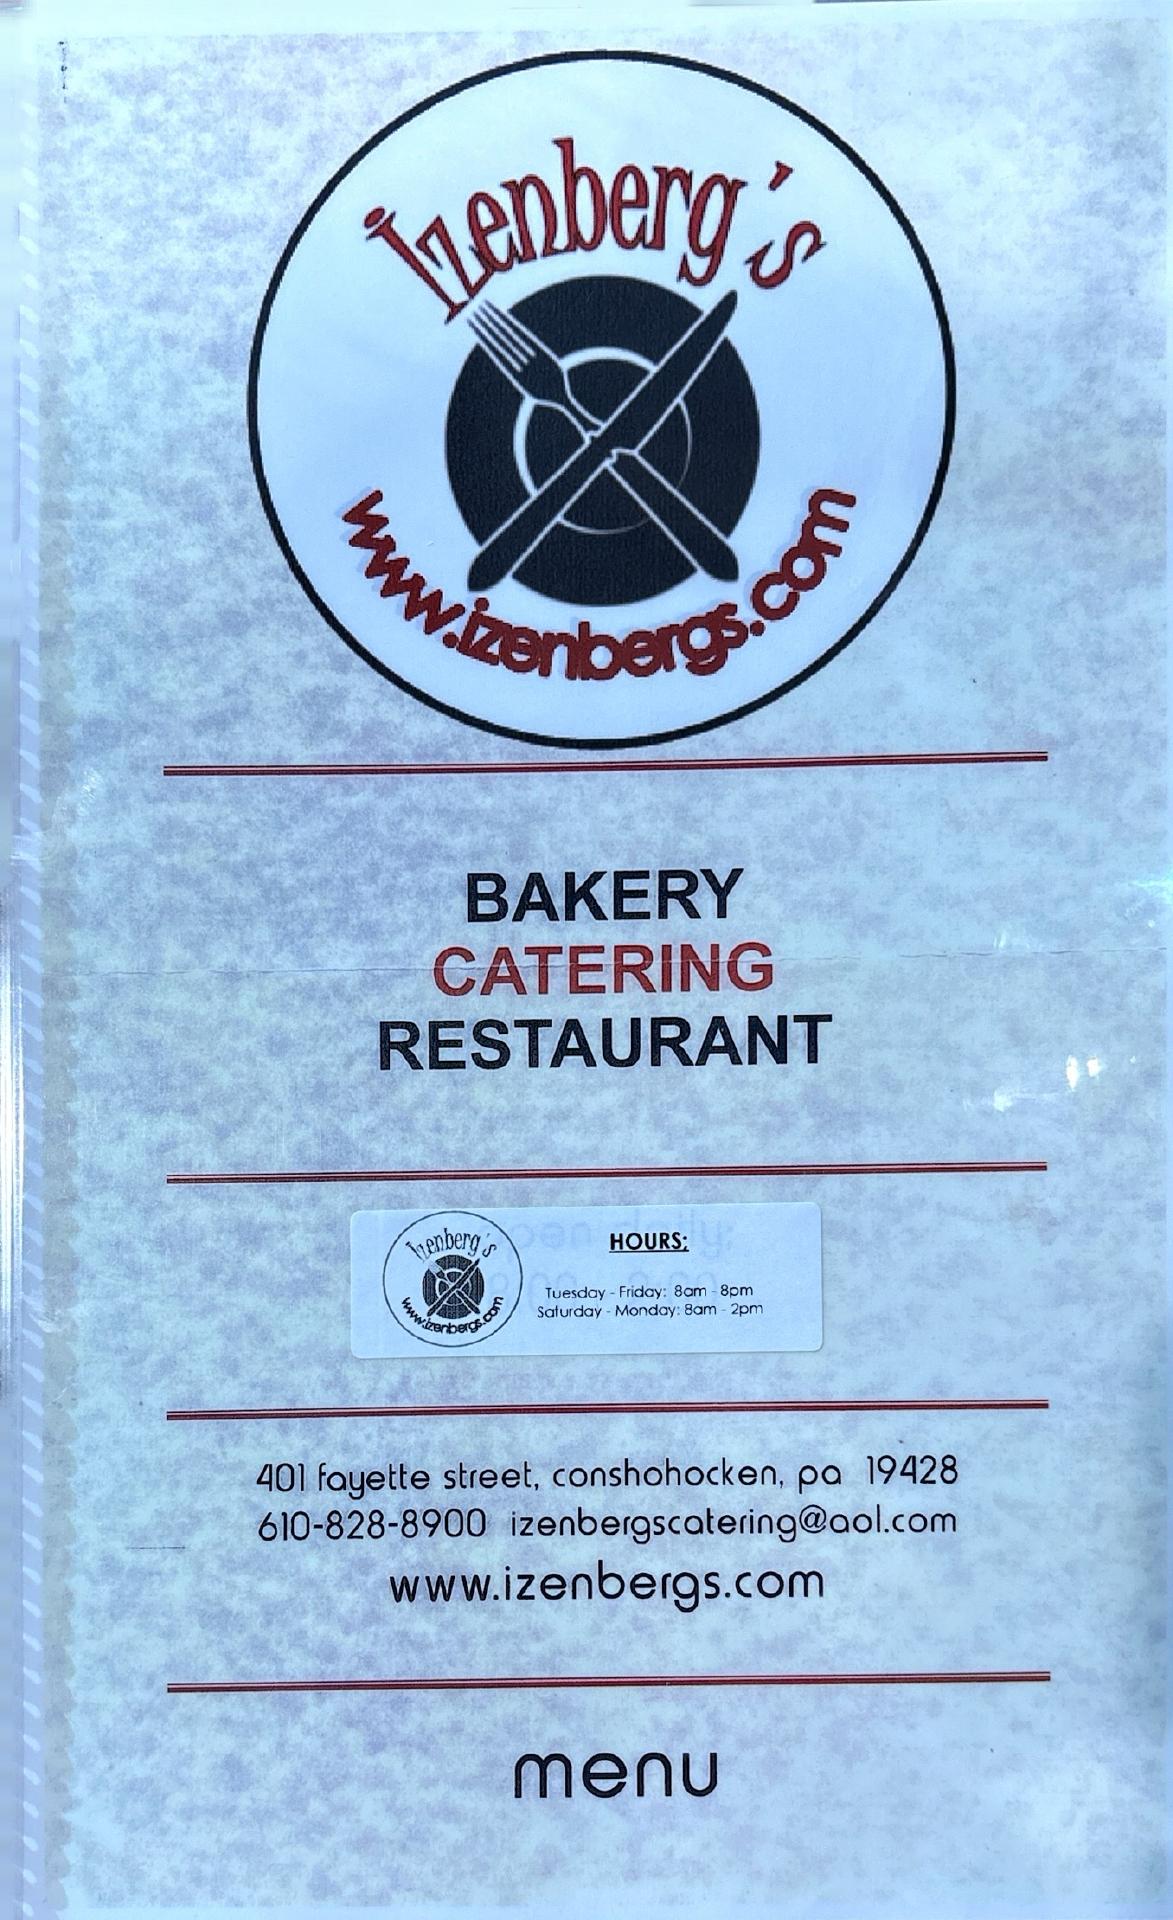 izenberg's
www.izenbergs.com
BAKERY
CATERING
RESTAURANT
izenberg's
www.izenbergs.com
HOURS:
Tuesday - Friday: 8am - 8pm
Saturday - Monday: 8am - 2pm
401 fayette street, conshohocken, pa 19428
610-828-8900 izenbergscatering@aol.com
www.izenbergs.com
menu